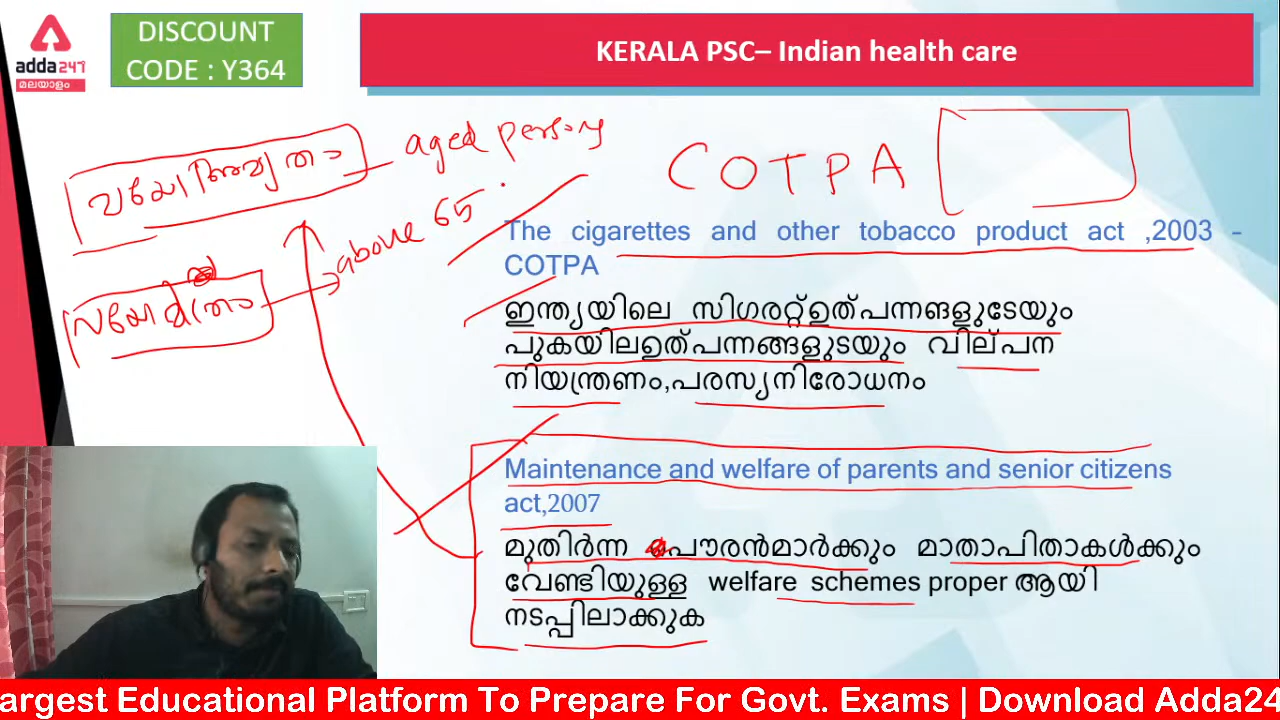 adda247
മലയാളം
DISCOUNT
CODE : Y364
KERALA PSC– Indian health care
aged persons
above 65
COTPA
The cigarettes and other tobacco product act ,2003 -
COTPA
ഇന്ത്യയിലെ സിഗരറ്റ്ഉത്പന്നങളുടേയും
പുകയിലഉത്പന്നങ്ങളുടയും വില്പന
നിയന്ത്രണം,പരസ്യനിരോധനം
Maintenance and welfare of parents and senior citizens
act,2007
മുതിർന്ന പൗരൻമാർക്കും മാതാപിതാകൾക്കും
വേണ്ടിയുള്ള welfare schemes proper ആയി
നടപ്പിലാക്കുക
argest Educational Platform To Prepare For Govt. Exams | Download Adda24